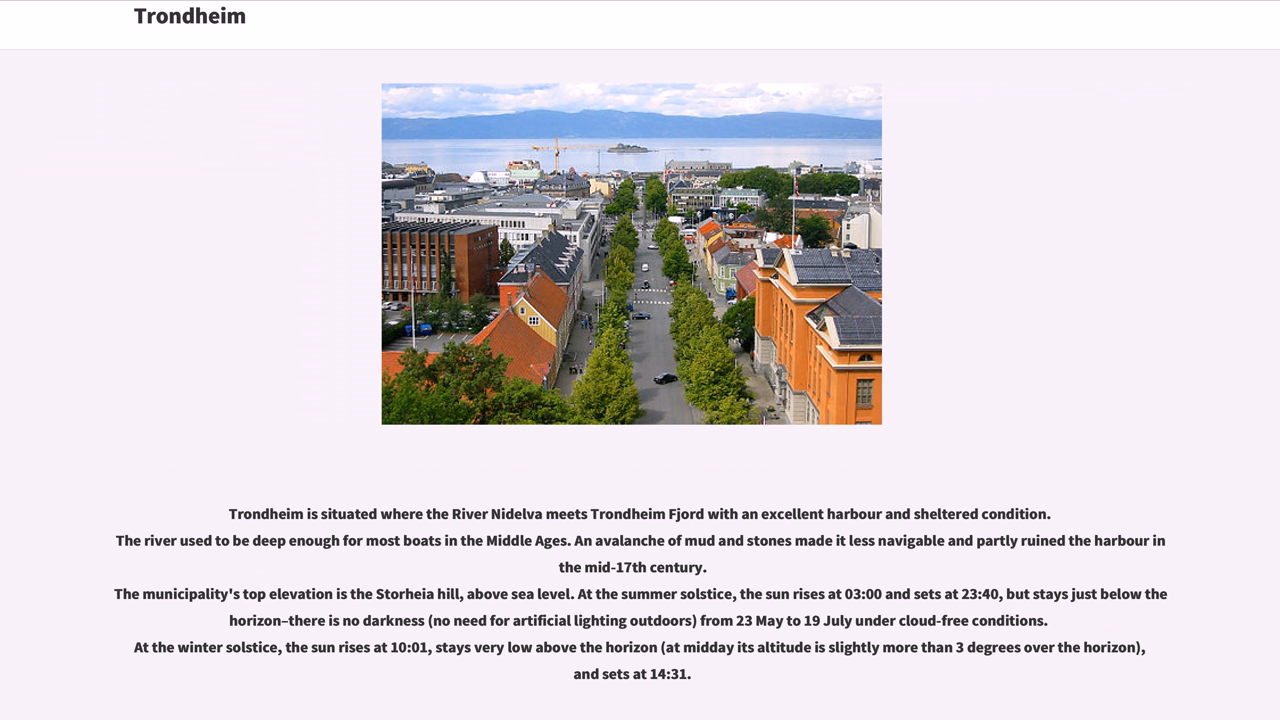 Trondheim
Trondheim is situated where the River Nidelva meets Trondheim Fjord with an excellent harbour and sheltered condition.
The river used to be deep enough for most boats in the Middle Ages. An avalanche of mud and stones made it less navigable and partly ruined the harbour in
the mid-17th century.
The municipality's top elevation is the Storheia hill, above sea level. At the summer solstice, the sun rises at 03:00 and sets at 23:40, but stays just below the
horizon–there is no darkness (no need for artificial lighting outdoors) from 23 May to 19 July under cloud-free conditions.
At the winter solstice, the sun rises at 10:01, stays very low above the horizon (at midday its altitude is slightly more than 3 degrees over the horizon),
and sets at 14:31.